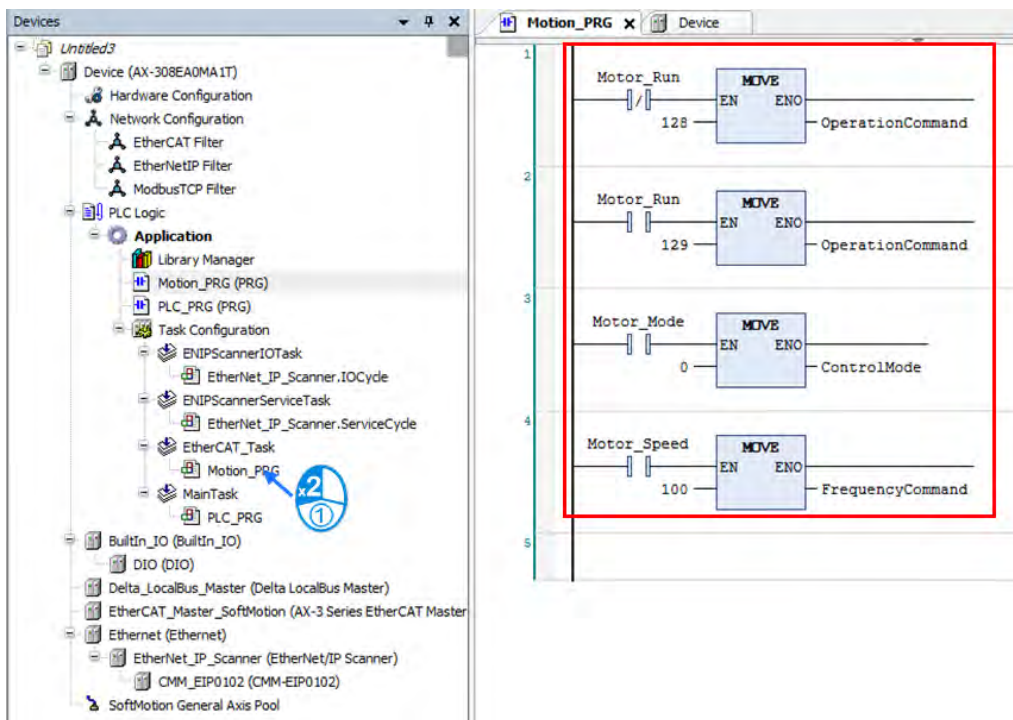 Devices
Untitled3
Device (AX-308EA0MA1T)
Hardware Configuration
Network Configuration
EtherCAT Filter
EtherNetIP Filter
ModbusTCP Filter
PLC Logic
Application
Library Manager
Motion_PRG (PRG)
PLC_PRG (PRG)
Task Configuration
ENIPScannerIOTask
EtherNet_IP_Scanner.IOCycle
ENIPScannerServiceTask
EtherNet_IP_Scanner.ServiceCycle
EtherCAT_Task
Motion_PRG
x2
1
MainTask
PLC_PRG
BuiltIn_IO (BuiltIn_IO)
DIO (DIO)
Delta_LocalBus_Master (Delta LocalBus Master)
EtherCAT_Master_SoftMotion (AX-3 Series EtherCAT Master
Ethernet (Ethernet)
EtherNet_IP_Scanner (EtherNet/IP Scanner)
CMM_EIP0102 (CMM-EIP0102)
SoftMotion General Axis Pool
Motion_PRG x Device
1
Motor_Run MOVE
EN ENO
128 OperationCommand
2
Motor_Run MOVE
EN ENO
129 OperationCommand
3
Motor_Mode MOVE
EN ENO
0 ControlMode
4
Motor_Speed MOVE
EN ENO
100 FrequencyCommand
5